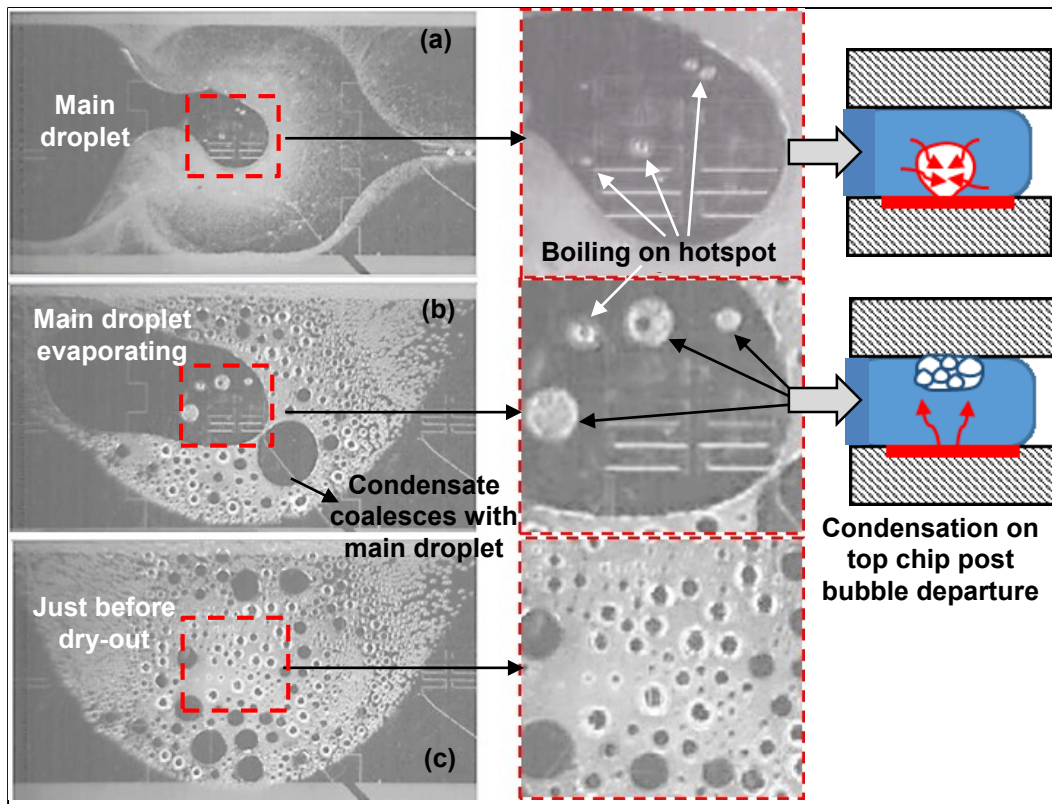 (a)
Main
droplet
Boiling on hotspot
(b)
Main droplet
evaporating
Condensate
coalesces with
main droplet
Condensation on
top chip post
bubble departure
Just before
dry-out
(c)